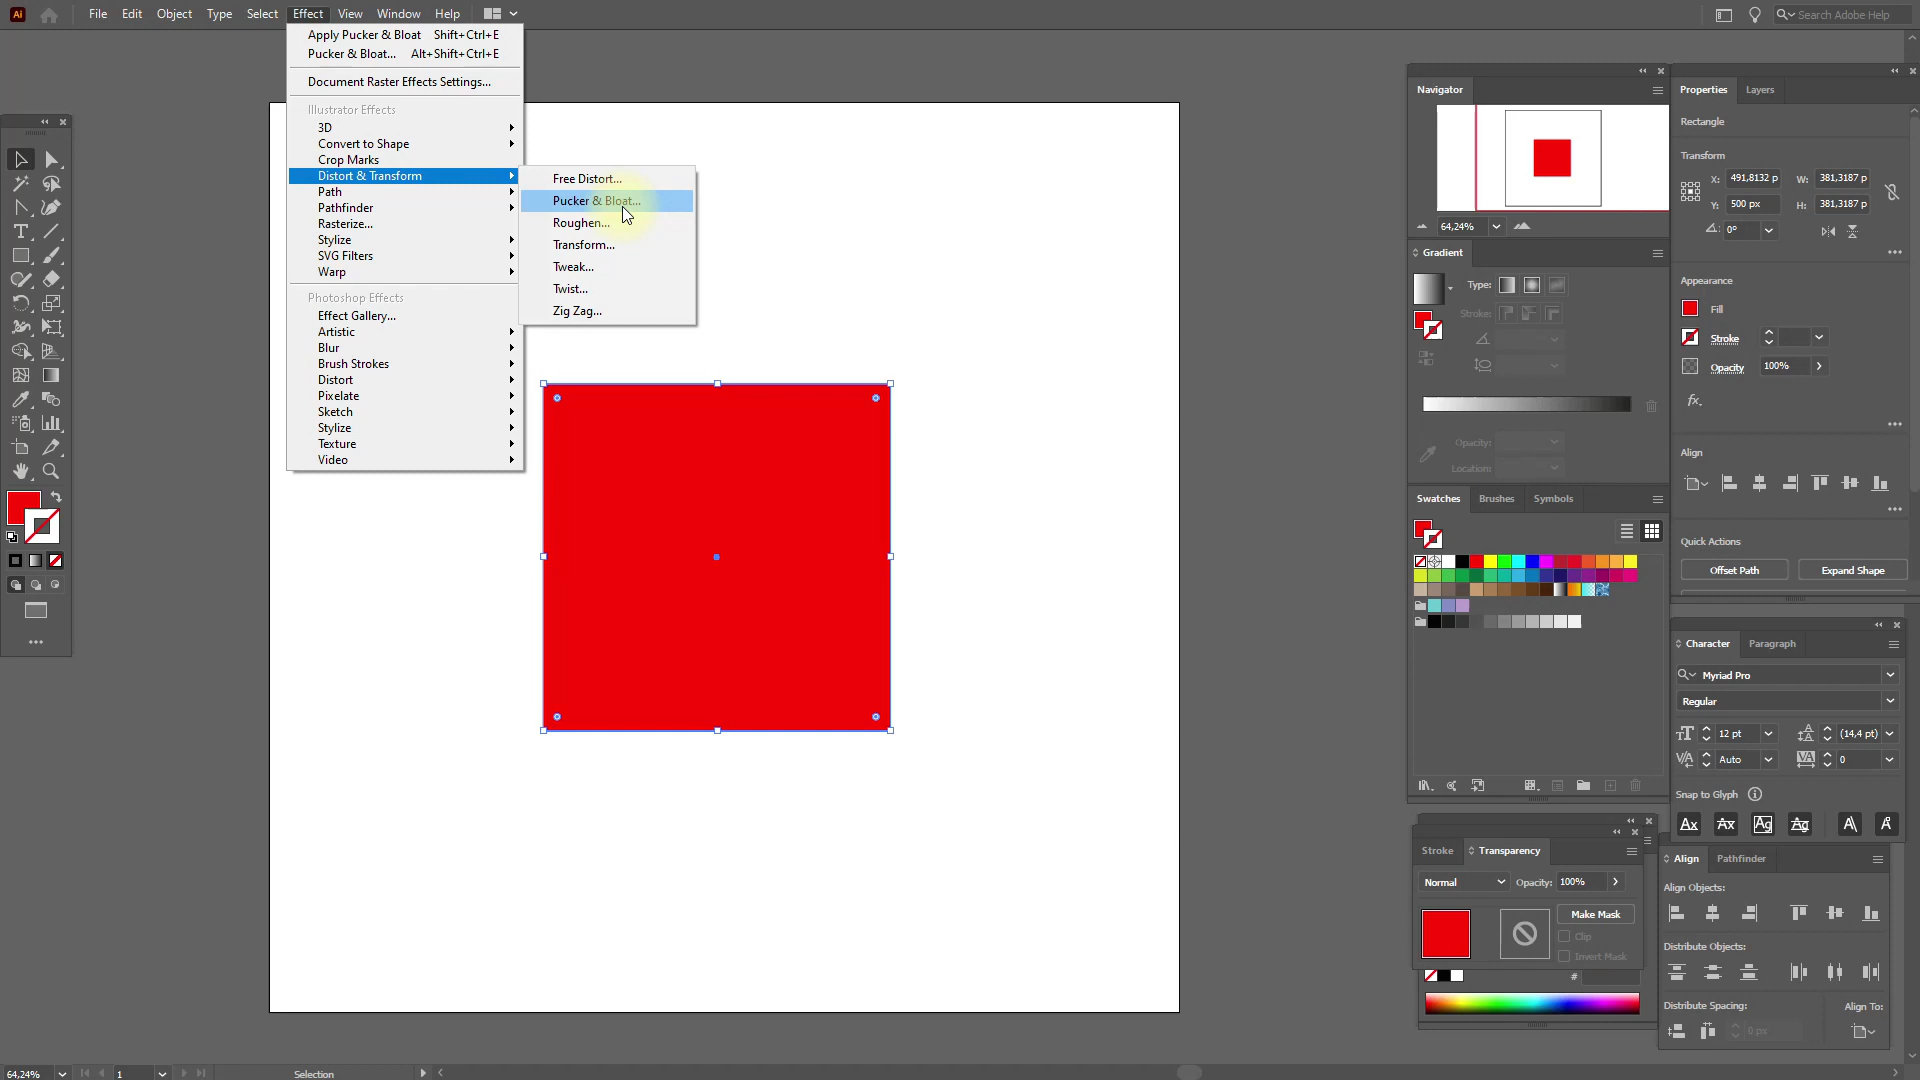 Ai File Edit Object Type Select Effect View Window Help Search Adobe Help
Apply Pucker & Bloat Shift+Ctrl+E
Pucker & Bloat... Alt+Shift+Ctrl+E
Document Raster Effects Settings...
Illustrator Effects
3D
Convert to Shape
Crop Marks
Distort & Transform
Path
Pathfinder
Rasterize...
Stylize
SVG Filters
Warp
Photoshop Effects
Effect Gallery...
Artistic
Blur
Brush Strokes
Distort
Pixelate
Sketch
Stylize
Texture
Video
Free Distort...
Pucker & Bloat...
Roughen...
Transform...
Tweak...
Twist...
Zig Zag...
Navigator
64,24%
Gradient
Type:
Stroke:
Opacity:
Location:
Swatches Brushes Symbols
Stroke Transparency
Normal Opacity: 100%
Make Mask
Clip
Invert Mask
#
Properties Layers
Rectangle
Transform
X: 491,8132 p W: 381,3187 p
Y: 500 px H: 381,3187 p
0°
Appearance
Fill
Stroke
Opacity 100%
fx.
Align
Quick Actions
Offset Path Expand Shape
Character Paragraph
Myriad Pro
Regular
12 pt (14,4 pt)
Auto 0
Snap to Glyph
Align Pathfinder
Align Objects:
Distribute Objects:
Distribute Spacing: Align To:
0 px
64,24% 1 Selection